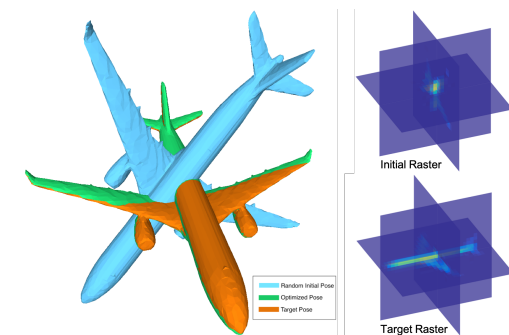 Initial Raster
Random Initial Pose
Optimized Pose
Target Pose
Target Raster